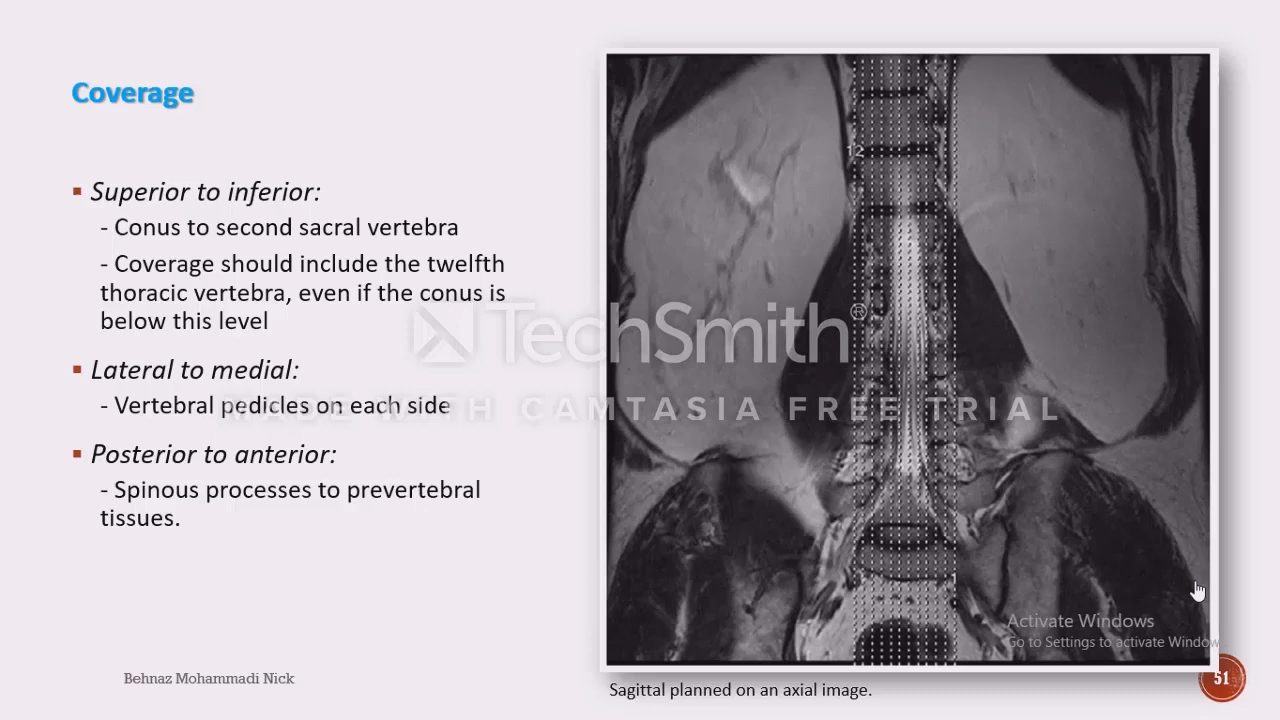 Coverage
▪ Superior to inferior:
- Conus to second sacral vertebra
- Coverage should include the twelfth
thoracic vertebra, even if the conus is
below this level
▪ Lateral to medial:
- Vertebral pedicles on each side
▪ Posterior to anterior:
- Spinous processes to prevertebral
tissues.
12
TechSmith®
MADE WITH CAMTASIA FREE TRIAL
Activate Windows
Go to Settings to activate Window
Behnaz Mohammadi Nick
Sagittal planned on an axial image.
51